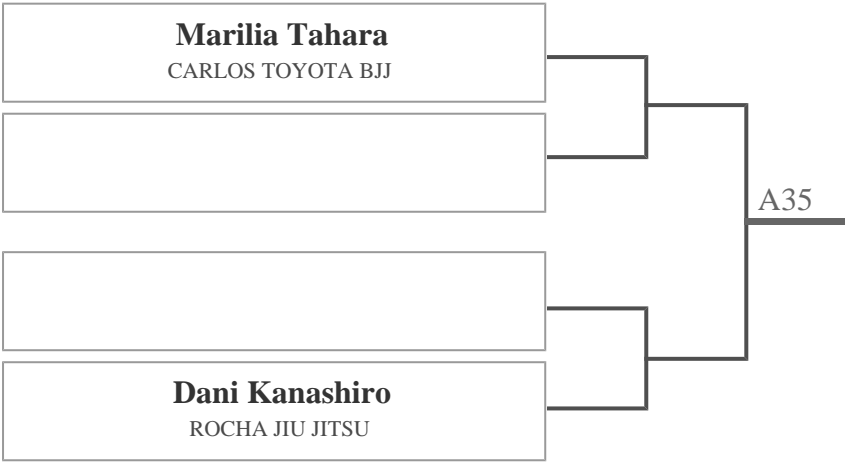 Marilia Tahara
CARLOS TOYOTA BJJ
A35
Dani Kanashiro
ROCHA JIU JITSU